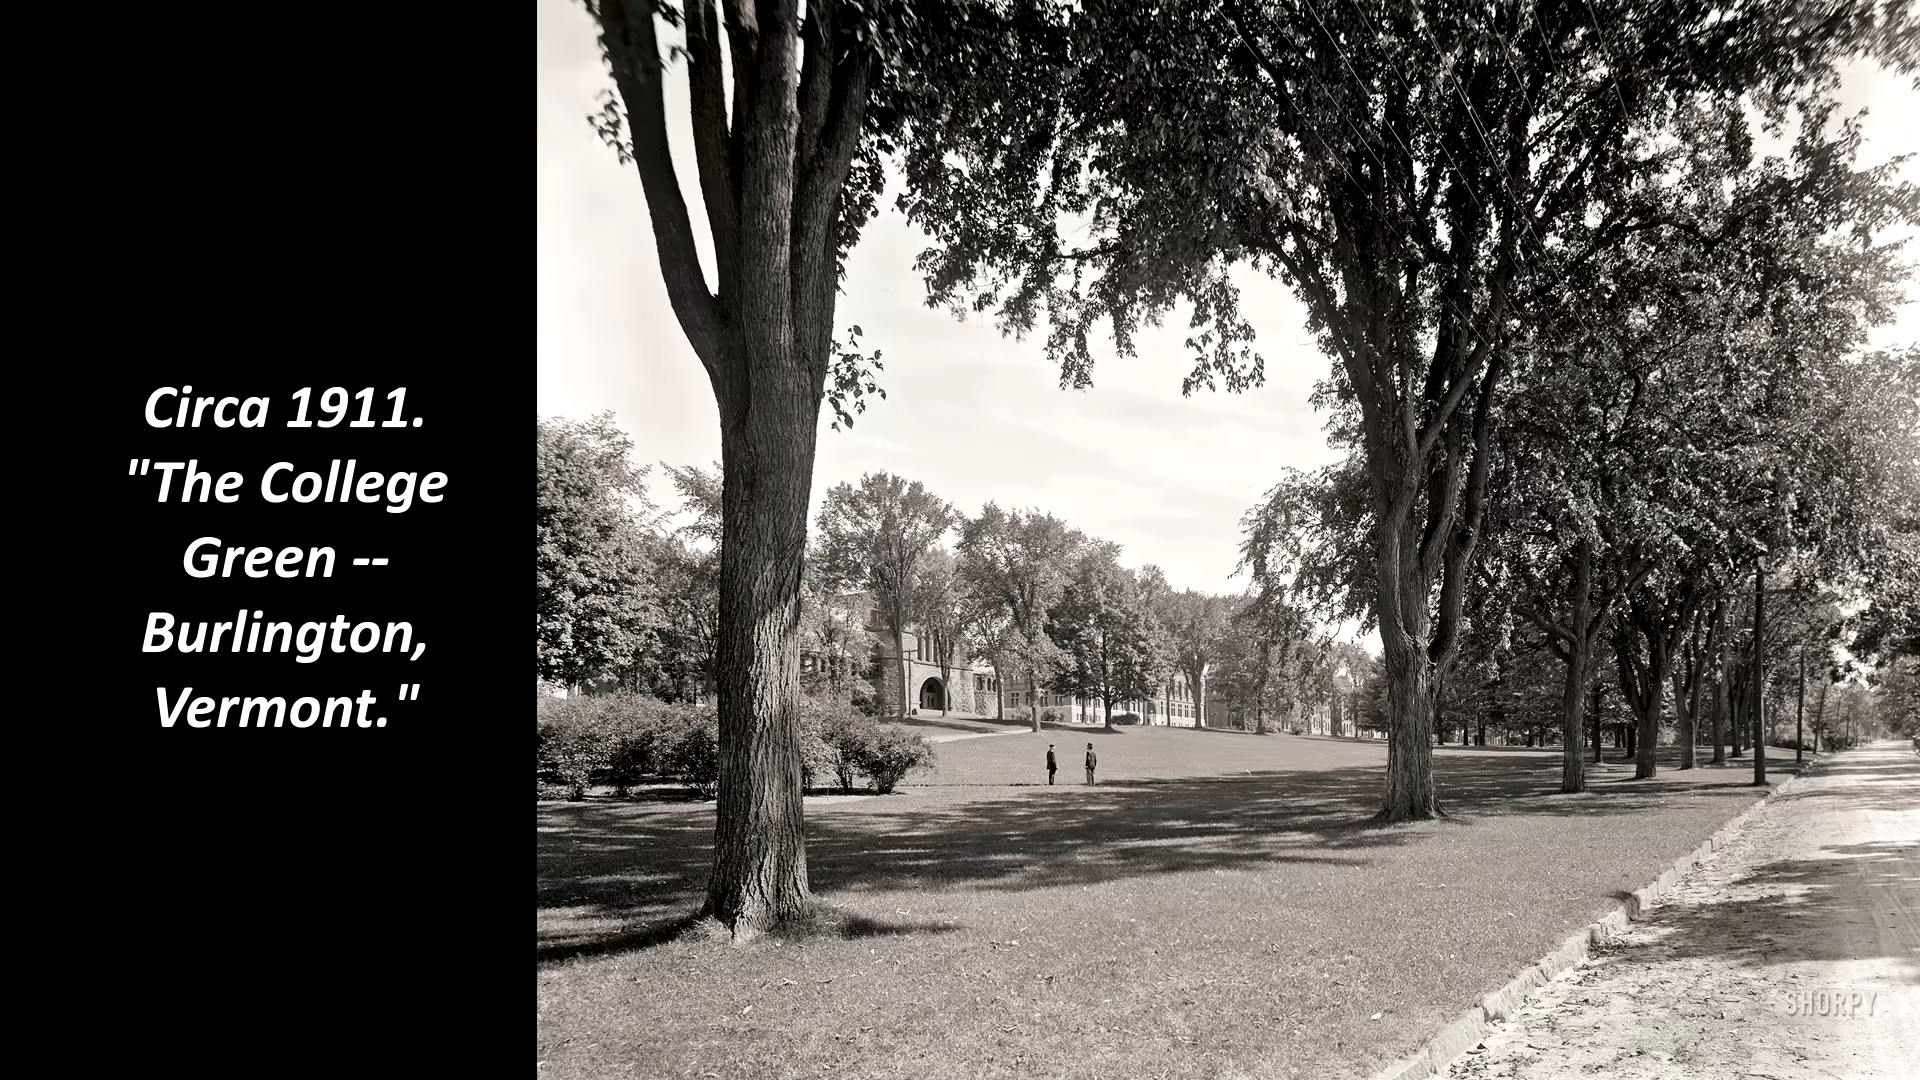 Circa 1911.
"The College
Green --
Burlington,
Vermont."
SHORPY